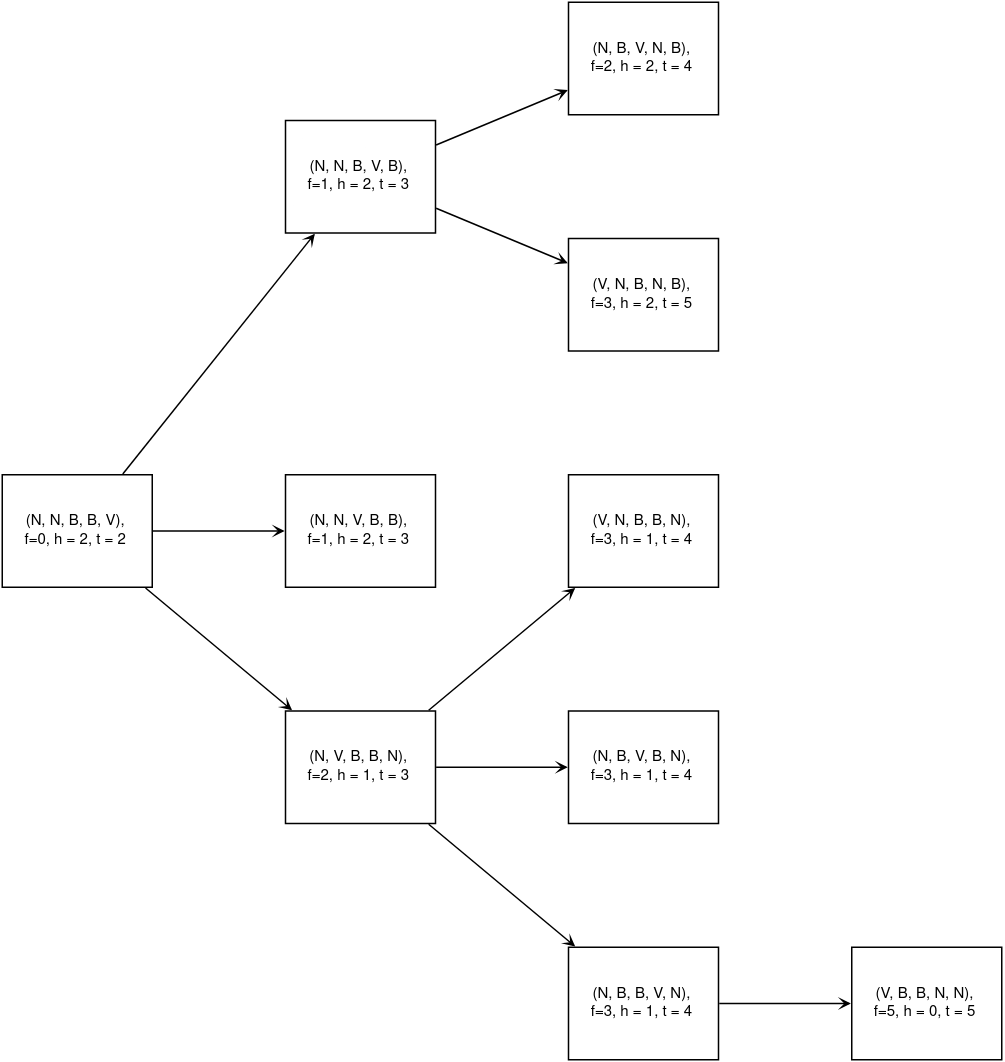 (N, B, V, N, B),
f=2, h = 2, t = 4
(N, N, B, V, B),
f=1, h = 2, t = 3
(V, N, B, N, B),
f=3, h = 2, t = 5
(N, N, B, B, V),
f=0, h = 2, t = 2
(N, N, V, B, B),
f=1, h = 2, t = 3
(V, N, B, B, N),
f=3, h = 1, t = 4
(N, V, B, B, N),
f=2, h = 1, t = 3
(N, B, V, B, N),
f=3, h = 1, t = 4
(N, B, B, V, N),
f=3, h = 1, t = 4
(V, B, B, N, N),
f=5, h = 0, t = 5